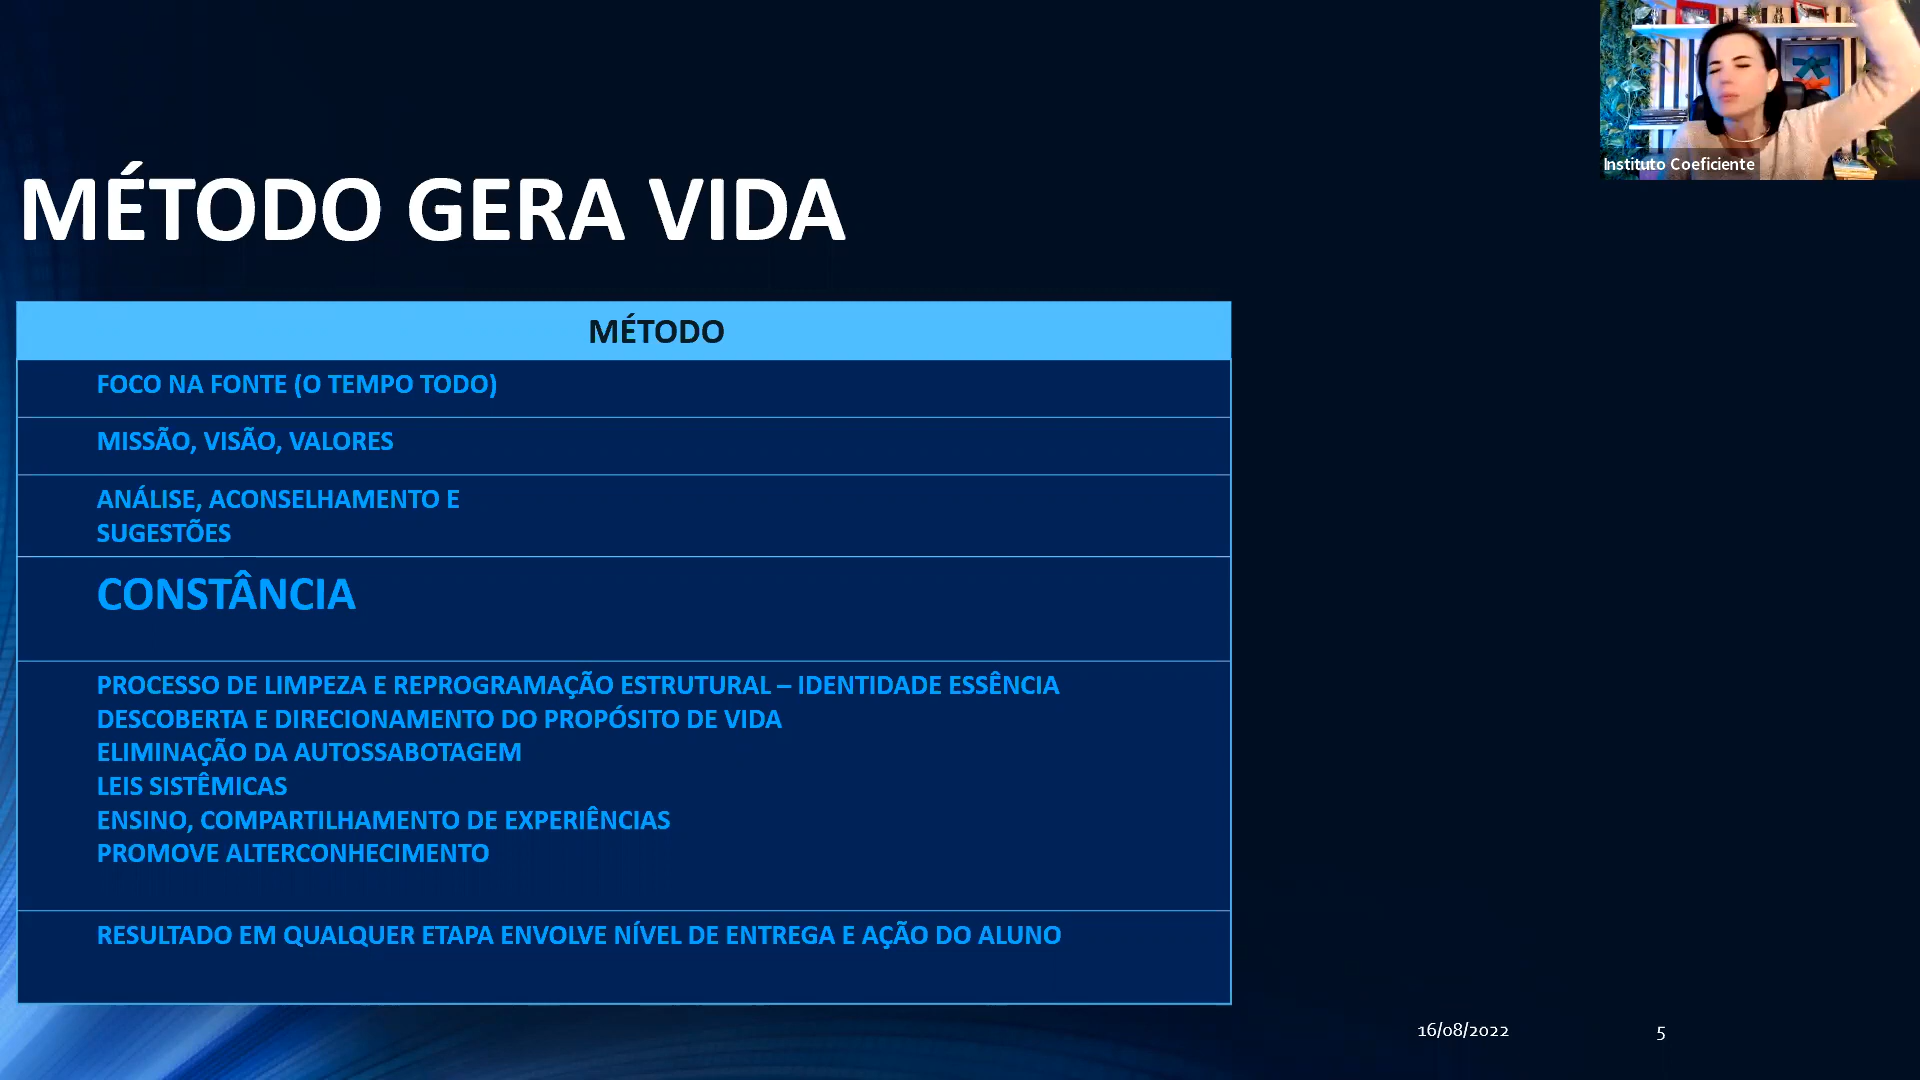 Instituto Coeficiente
MÉTODO GERA VIDA
MÉTODO
FOCO NA FONTE (O TEMPO TODO)
MISSÃO, VISÃO, VALORES
ANÁLISE, ACONSELHAMENTO E
SUGESTÕES
CONSTÂNCIA
PROCESSO DE LIMPEZA E REPROGRAMAÇÃO ESTRUTURAL – IDENTIDADE ESSÊNCIA
DESCOBERTA E DIRECIONAMENTO DO PROPÓSITO DE VIDA
ELIMINAÇÃO DA AUTOSSABOTAGEM
LEIS SISTÊMICAS
ENSINO, COMPARTILHAMENTO DE EXPERIÊNCIAS
PROMOVE ALTERCONHECIMENTO
RESULTADO EM QUALQUER ETAPA ENVOLVE NÍVEL DE ENTREGA E AÇÃO DO ALUNO
16/08/2022
5